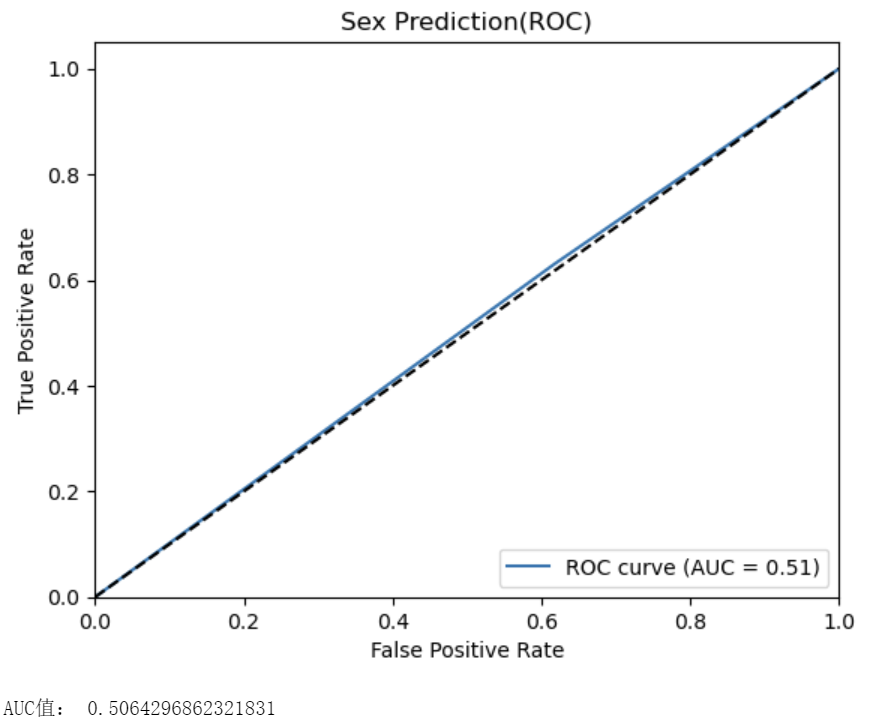 Sex Prediction(ROC)
1.0
0.8
0.6
0.4
0.2
0.0
True Positive Rate
0.0 0.2 0.4 0.6 0.8 1.0
False Positive Rate
ROC curve (AUC = 0.51)
AUC值： 0.5064296862321831